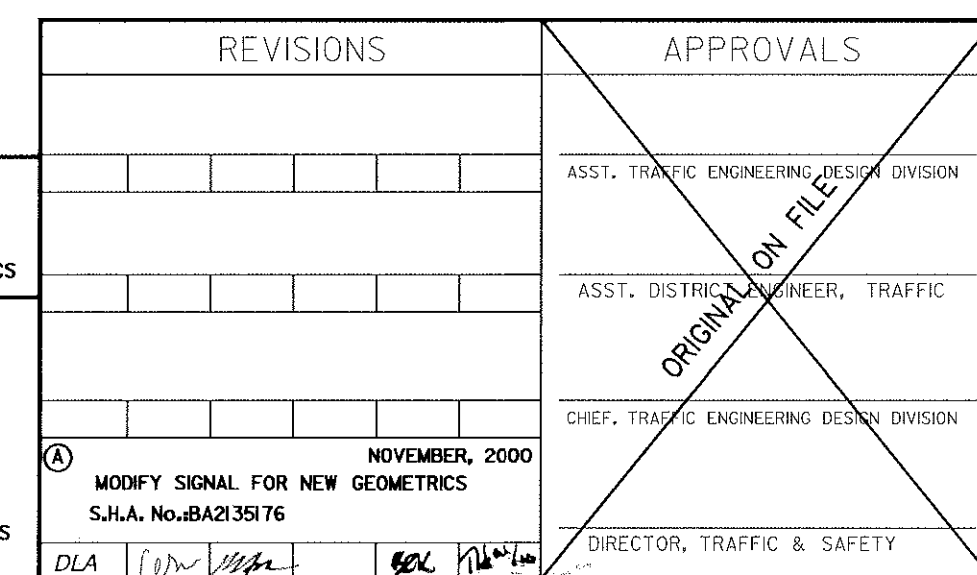 REVISIONS
APPROVALS
ASST. TRAFFIC ENGINEERING DESIGN DIVISION
ORIGINAL ON FILE
CS
ASST. DISTRICT ENGINEER, TRAFFIC
CHIEF, TRAFFIC ENGINEERING DESIGN DIVISION
A NOVEMBER, 2000
MODIFY SIGNAL FOR NEW GEOMETRICS
S.H.A. No.:BA2135176
S
DIRECTOR, TRAFFIC & SAFETY
DLA